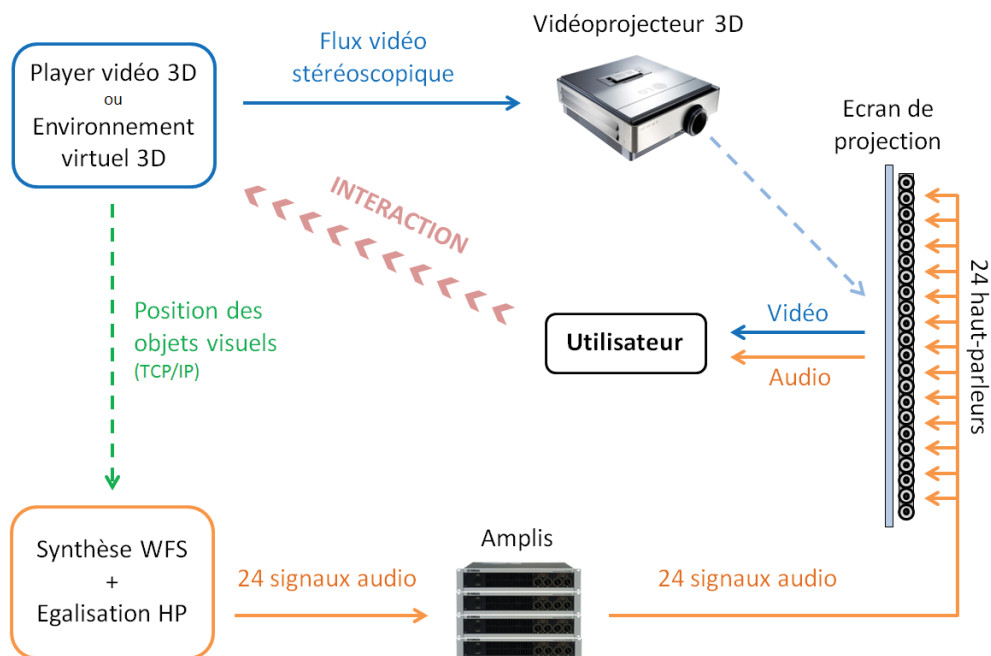 Player vidéo 3D
ou
Environnement
virtuel 3D
Flux vidéo
stéréoscopique
Vidéoprojecteur 3D
Ecran de
projection
INTERACTION
Position des
objets visuels
(TCP/IP)
Utilisateur
Vidéo
Audio
24 haut-parleurs
Synthèse WFS
+
Egalisation HP
24 signaux audio
Amplis
24 signaux audio